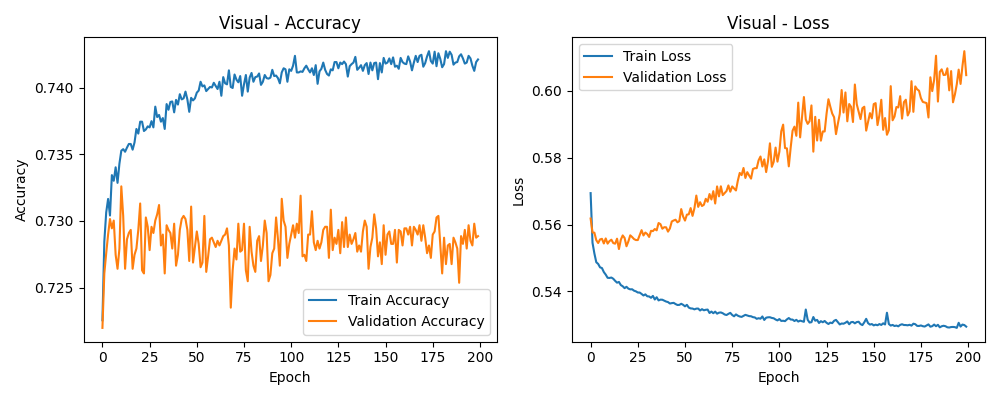 Visual - Accuracy
0.740
0.735
0.730
0.725
Accuracy
Train Accuracy
Validation Accuracy
0 25 50 75 100 125 150 175 200
Epoch
Visual - Loss
Train Loss
Validation Loss
0.60
0.58
0.56
0.54
Loss
0 25 50 75 100 125 150 175 200
Epoch